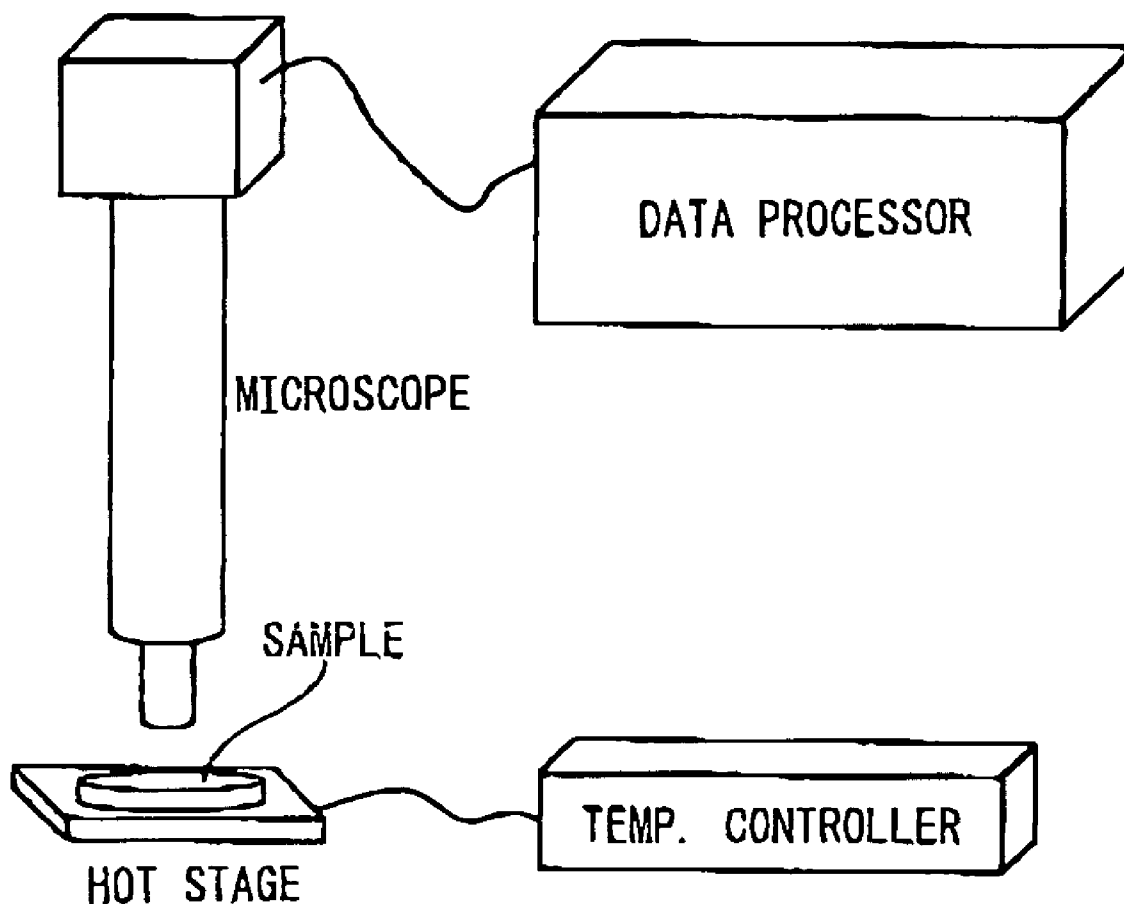 DATA PROCESSOR
MICROSCOPE
SAMPLE
TEMP. CONTROLLER
HOT STAGE